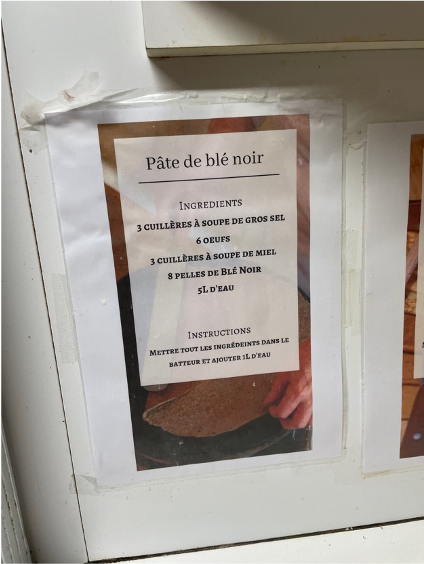 Pâte de blé noir
Ingredients
3 cuillères à soupe de gros sel
6 oeufs
3 cuillères à soupe de miel
8 pelles de Blé Noir
5L d'eau
Instructions
Mettre tout les ingrédeints dans le
batteur et ajouter 1L d'eau